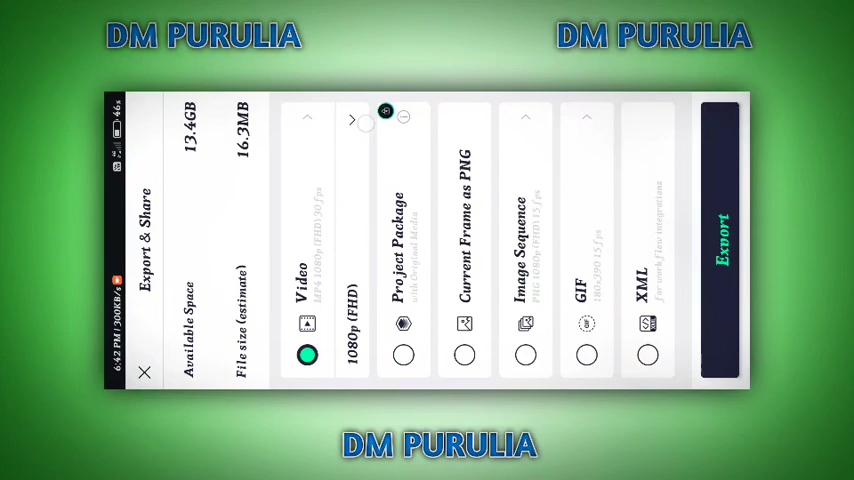 DM PURULIA
DM PURULIA
6:42 PM / 300KB/s
46%
Export & Share
Available Space
13.4GB
File size (estimate)
16.3MB
Video
MP4 1080p (FHD) 30 fps
1080p (FHD)
Project Package
with Original Media
Current Frame as PNG
Image Sequence
PNG 1080p (FHD) 15 fps
GIF
GIF
15 fps
XML
for workflow integrations
Export
DM PURULIA